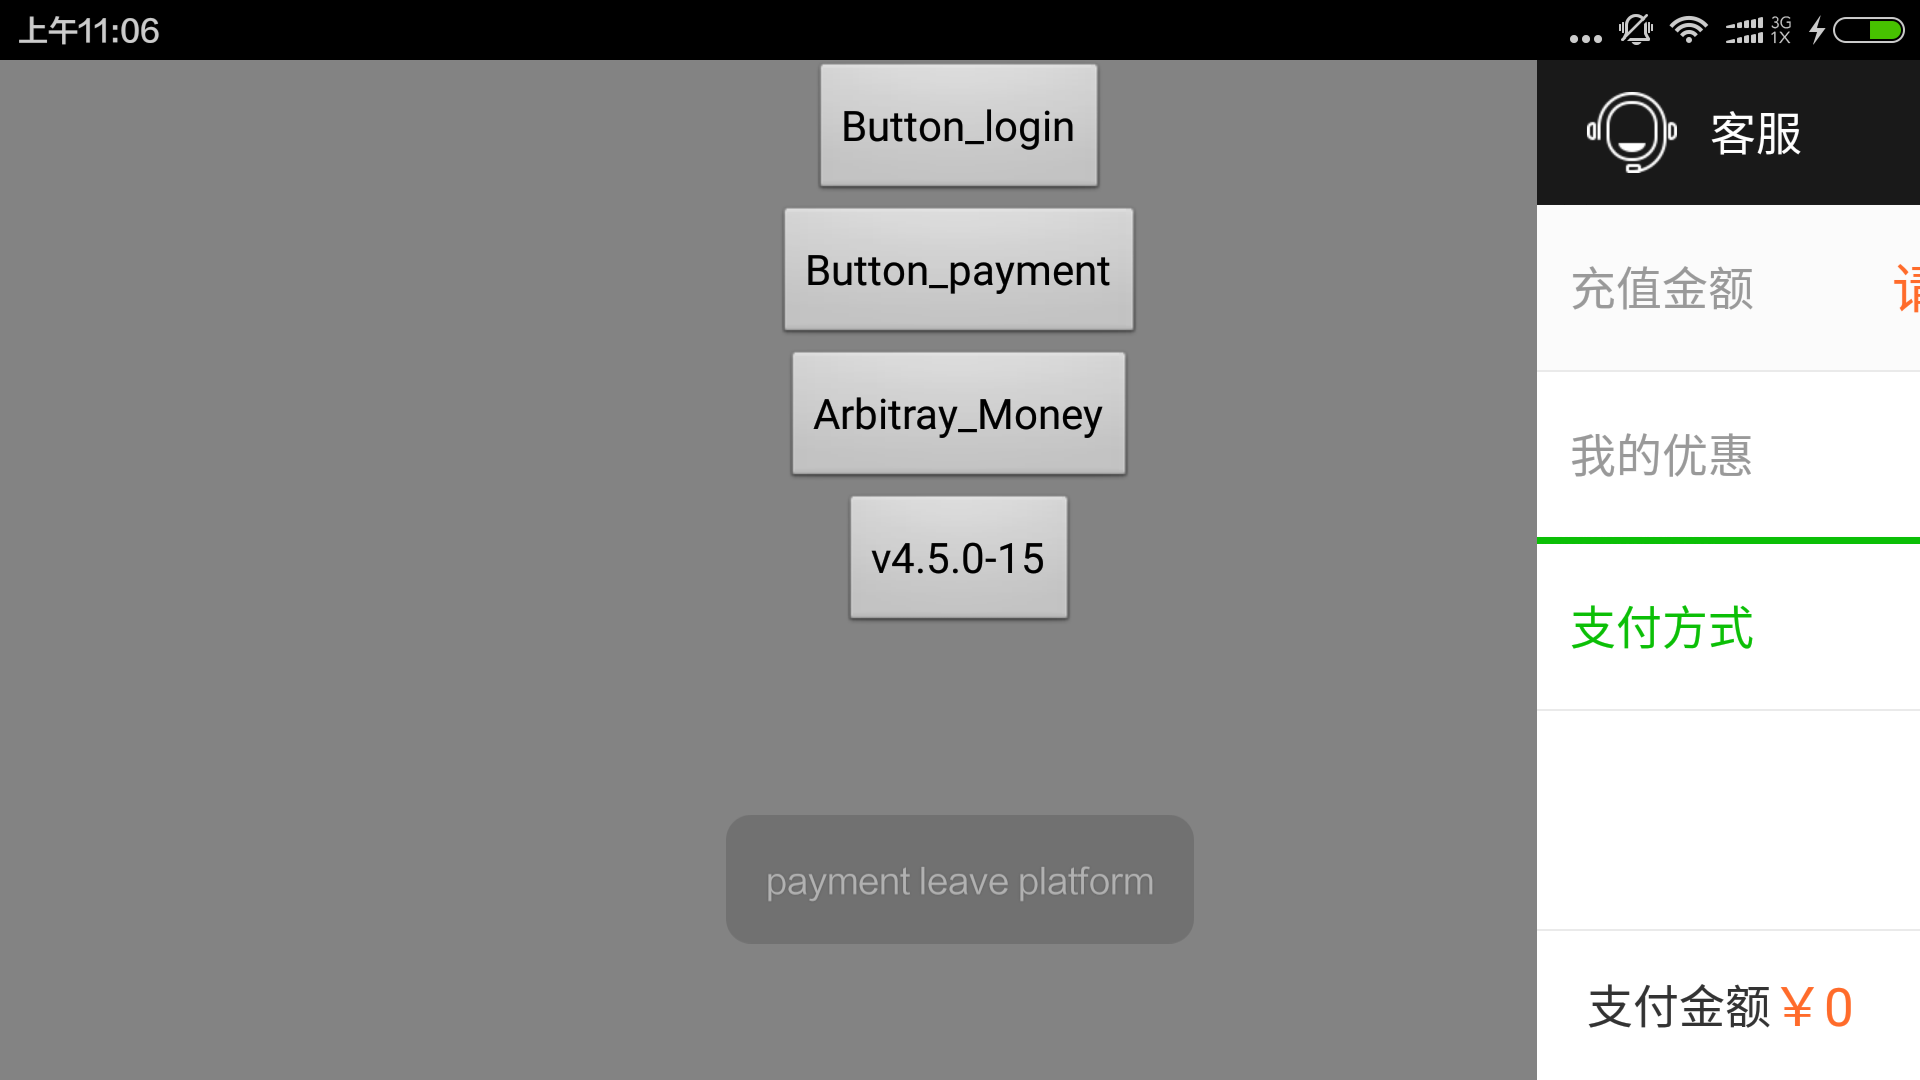 上午11:06
3G
1X
Button_login
Button_payment
Arbitray_Money
v4.5.0-15
payment leave platform
客服
充值金额
我的优惠
支付方式
支付金额￥0